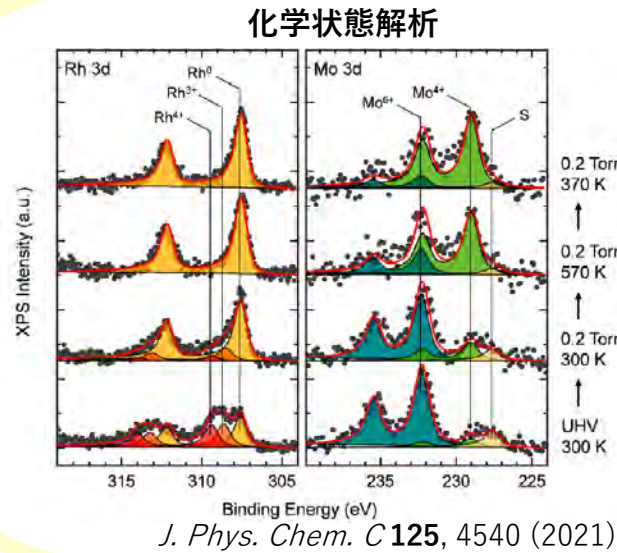 化学状態解析
Rh 3d
Rh⁰
Rh³⁺
Rh⁴⁺
Mo 3d
Mo⁶⁺
Mo⁴⁺
S
XPS Intensity (a.u.)
0.2 Torr
370 K
0.2 Torr
570 K
0.2 Torr
300 K
UHV
300 K
315 310 305
235 230 225
Binding Energy (eV)
J. Phys. Chem. C 125, 4540 (2021)